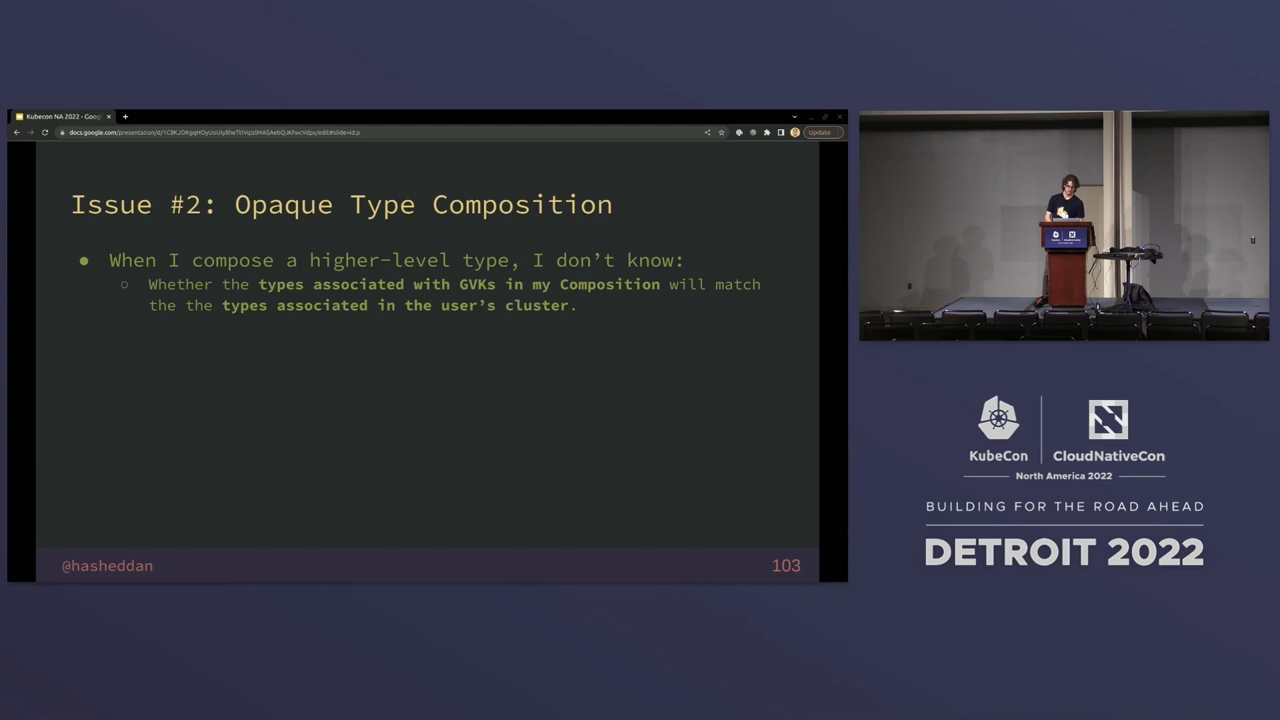 Kubecon NA 2022 - Goog
Update
Issue #2: Opaque Type Composition
● When I compose a higher-level type, I don't know:
○ Whether the types associated with GVKs in my Composition will match
the the types associated in the user's cluster.
@hasheddan
103
KubeCon
CloudNativeCon
North America 2022
BUILDING FOR THE ROAD AHEAD
DETROIT 2022